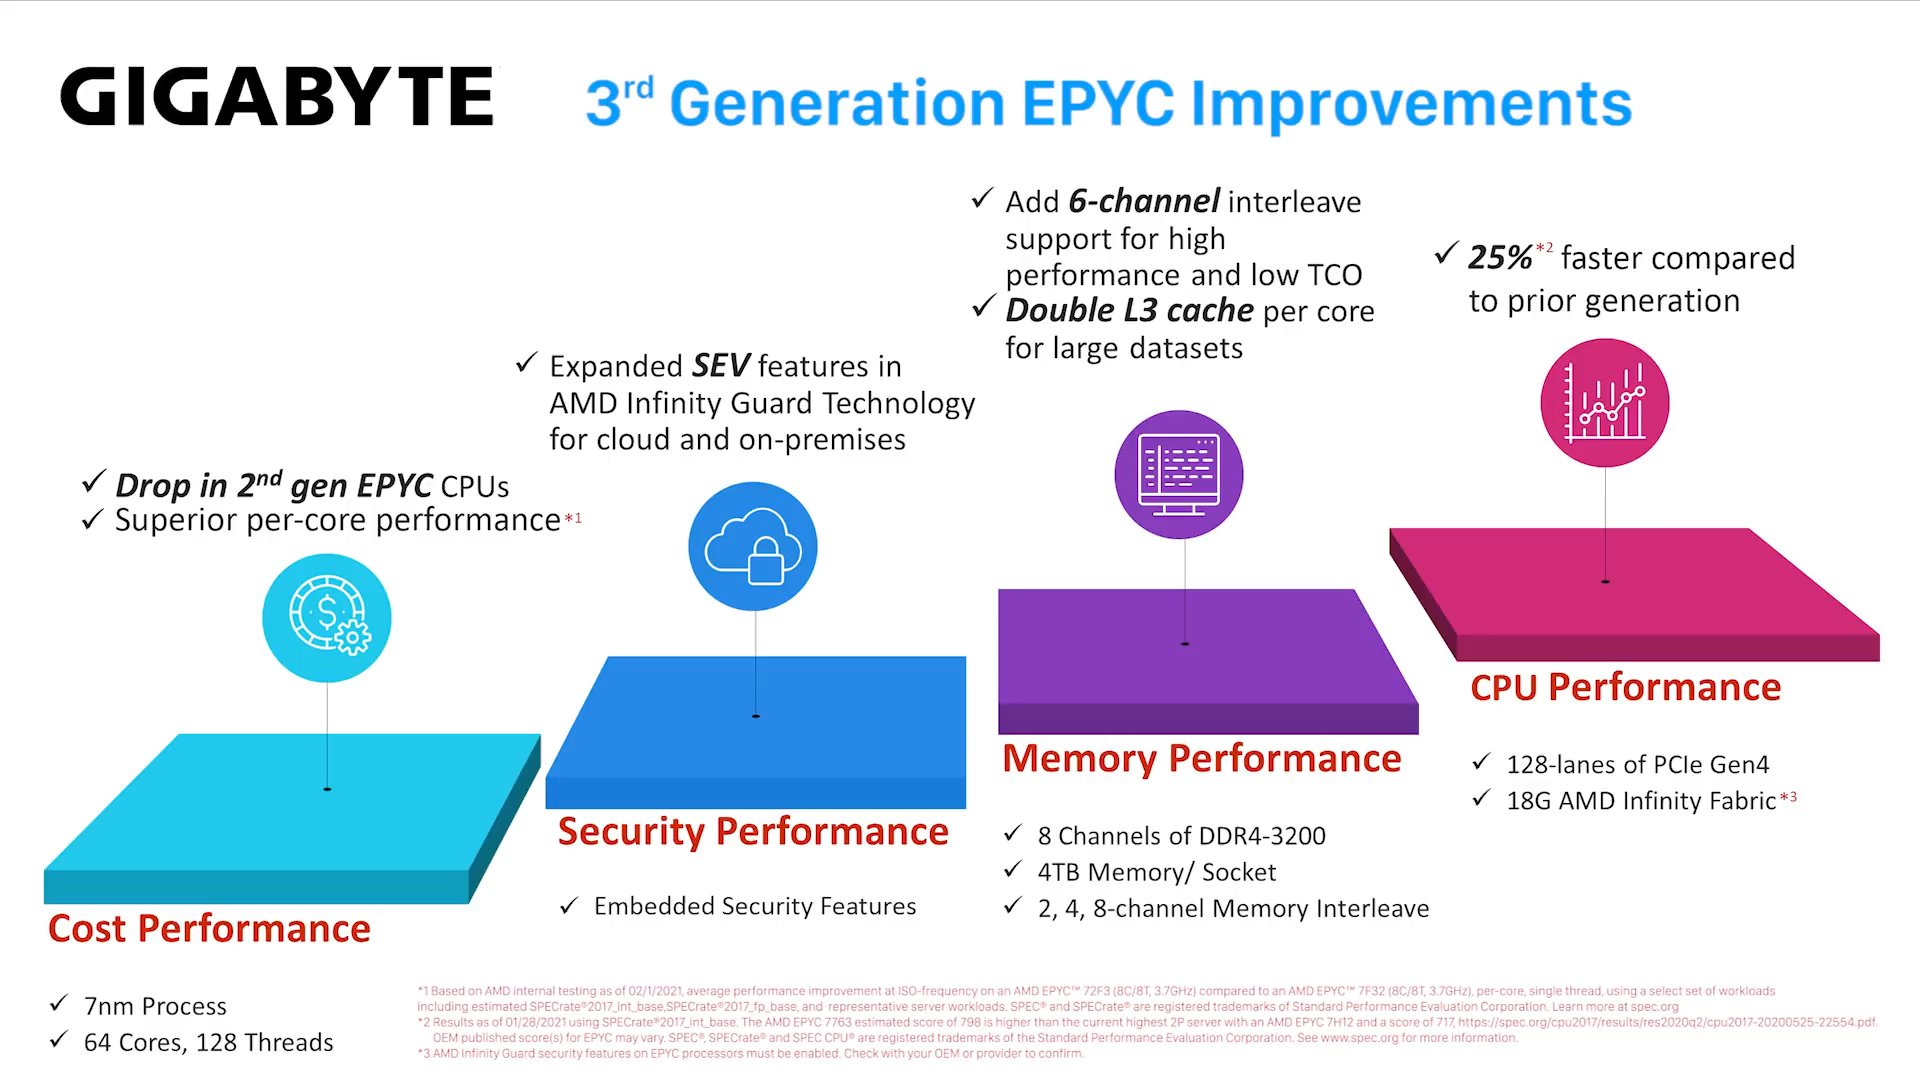 GIGABYTE
3rd Generation EPYC Improvements
✓ Drop in 2nd gen EPYC CPUs
✓ Superior per-core performance*1
Cost Performance
✓ 7nm Process
✓ 64 Cores, 128 Threads
✓ Expanded SEV features in
AMD Infinity Guard Technology
for cloud and on-premises
Security Performance
✓ Embedded Security Features
✓ Add 6-channel interleave
support for high
performance and low TCO
✓ Double L3 cache per core
for large datasets
Memory Performance
✓ 8 Channels of DDR4-3200
✓ 4TB Memory/ Socket
✓ 2, 4, 8-channel Memory Interleave
✓ 25%*2 faster compared
to prior generation
CPU Performance
✓ 128-lanes of PCIe Gen4
✓ 18G AMD Infinity Fabric*3
*1 Based on AMD internal testing as of 02/1/2021, average performance improvement at ISO-frequency on an AMD EPYC™ 72F3 (8C/8T, 3.7GHz) compared to an AMD EPYC™ 7F32 (8C/8T, 3.7GHz), per-core, single thread, using a select set of workloads
including estimated SPECrate®2017_int_base,SPECrate®2017_fp_base, and representative server workloads. SPEC® and SPECrate® are registered trademarks of Standard Performance Evaluation Corporation. Learn more at spec.org
*2 Results as of 01/28/2021 using SPECrate®2017_int_base. The AMD EPYC 7763 estimated score of 798 is higher than the current highest 2P server with an AMD EPYC 7H12 and a score of 717, https://spec.org/cpu2017/results/res2020q2/cpu2017-20200525-22554.pdf.
OEM published score(s) for EPYC may vary. SPEC®, SPECrate® and SPEC CPU® are registered trademarks of the Standard Performance Evaluation Corporation. See www.spec.org for more information.
*3 AMD Infinity Guard security features on EPYC processors must be enabled. Check with your OEM or provider to confirm.